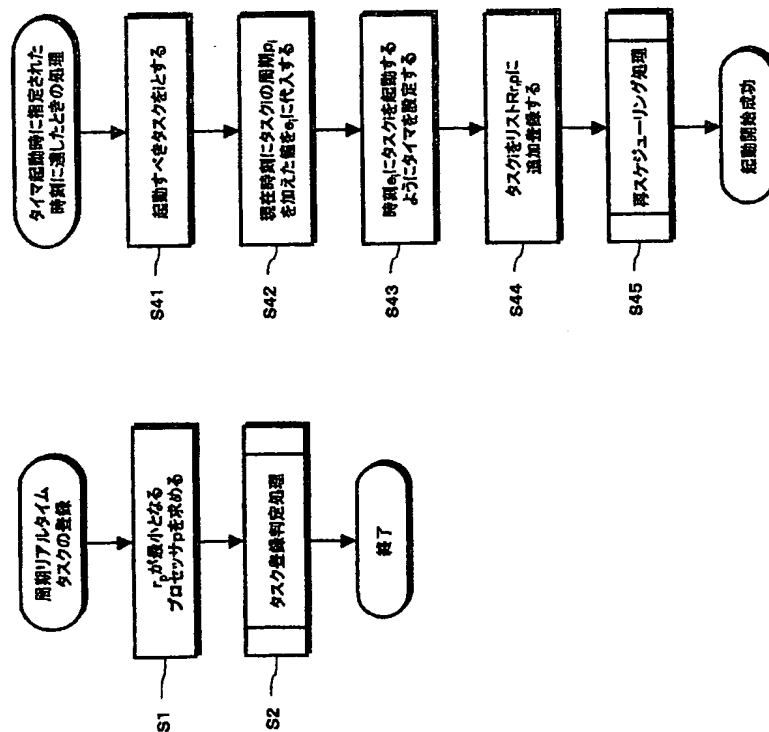 タイマ起動時に指定された
時刻に達したときの処理
S41
起動すべきタスクをiとする
S42
現在時刻にタスクiの周期pi
を加えた値をeiに代入する
S43
時刻eiにタスクiを起動する
ようにタイマを設定する
S44
タスクiをリストRr,piに
追加登録する
S45
再スケジューリング処理
起動開始成功
周期リアルタイム
タスクの登録
S1
rpが最小となる
プロセッサpを求める
S2
タスク登録判定処理
終了